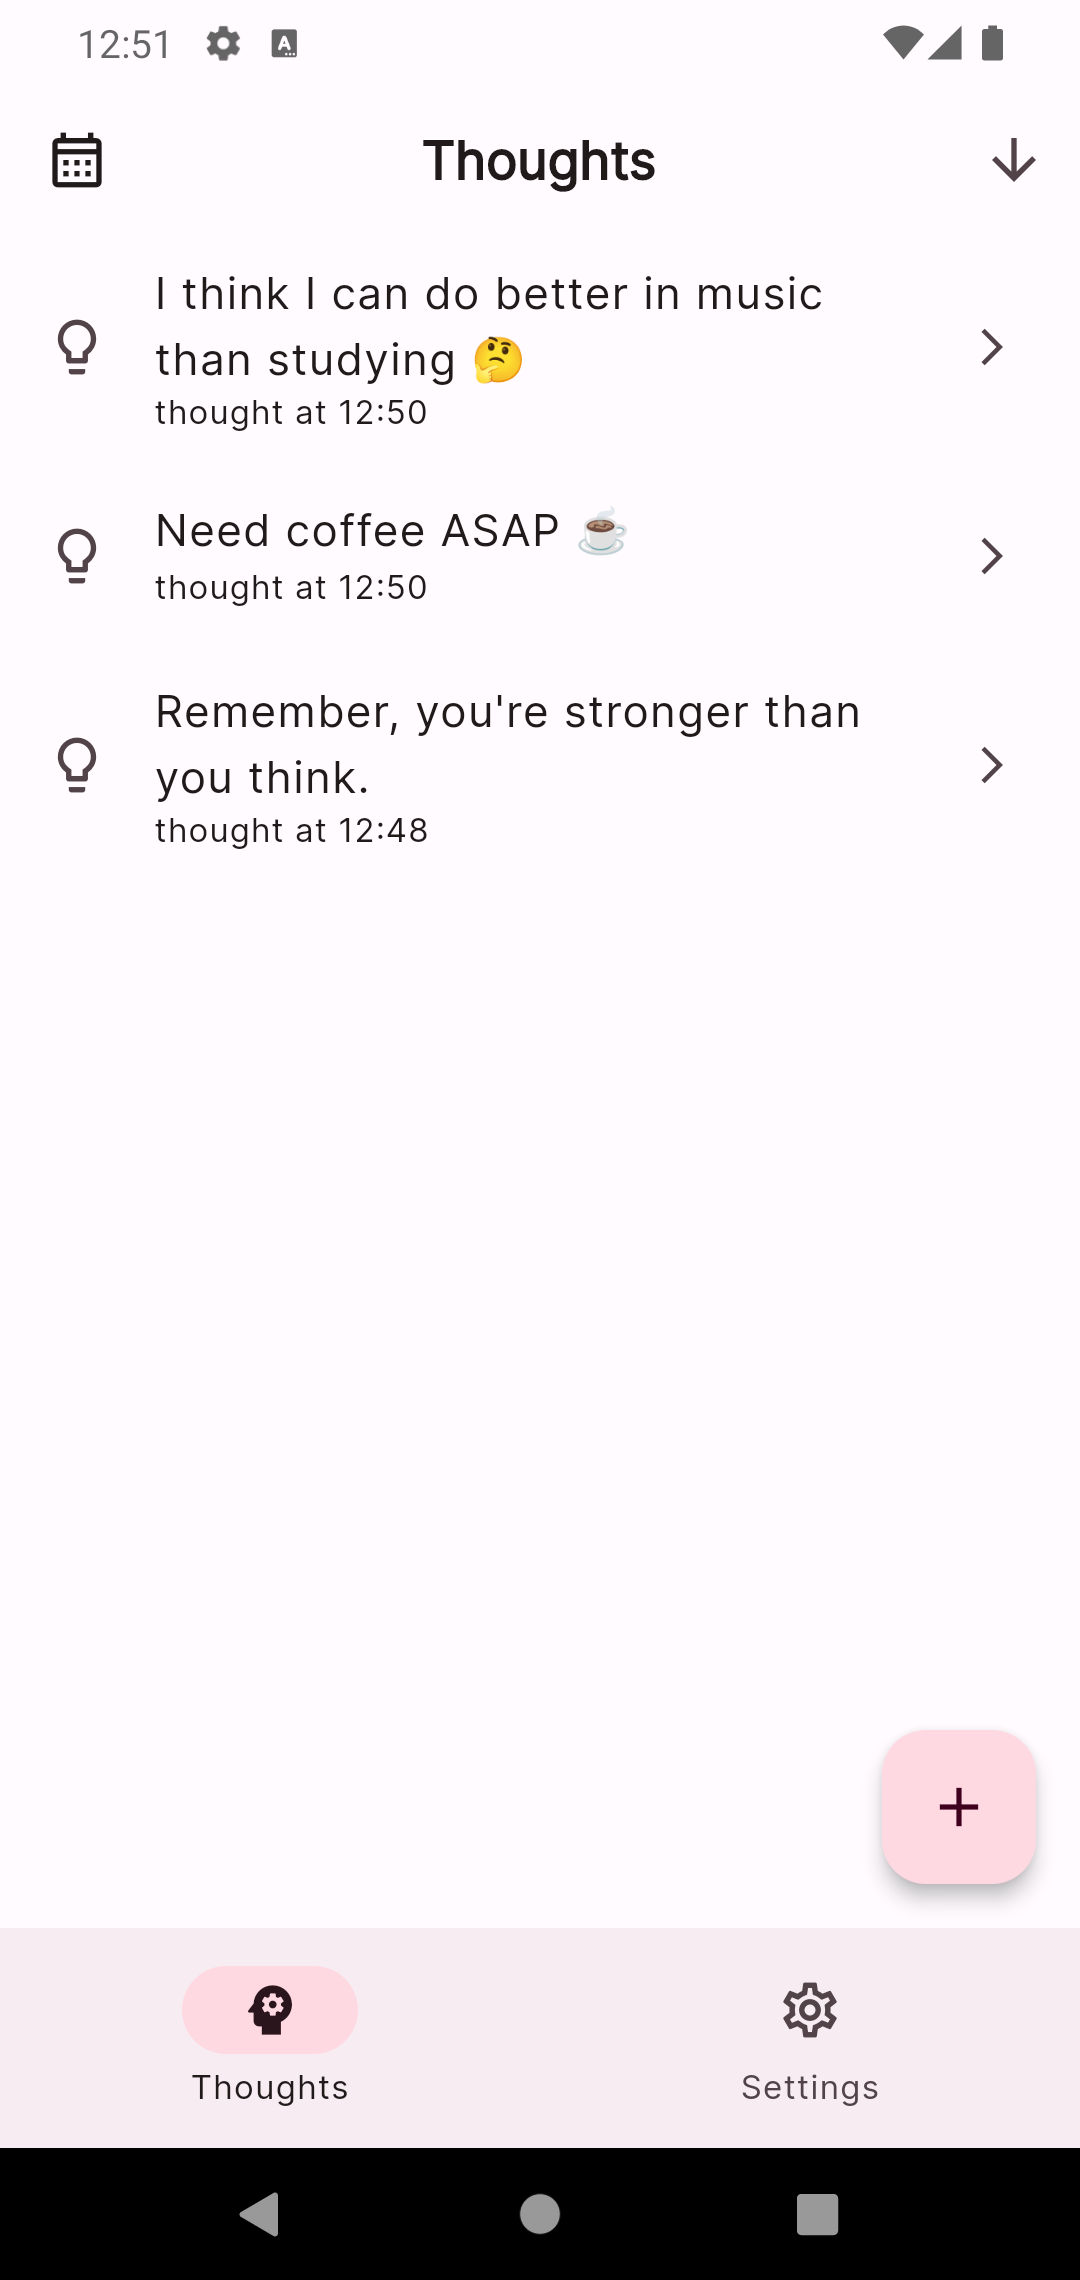 12:51
Thoughts
I think I can do better in music
than studying 🤔
thought at 12:50
Need coffee ASAP ☕
thought at 12:50
Remember, you're stronger than
you think.
thought at 12:48
Thoughts
Settings